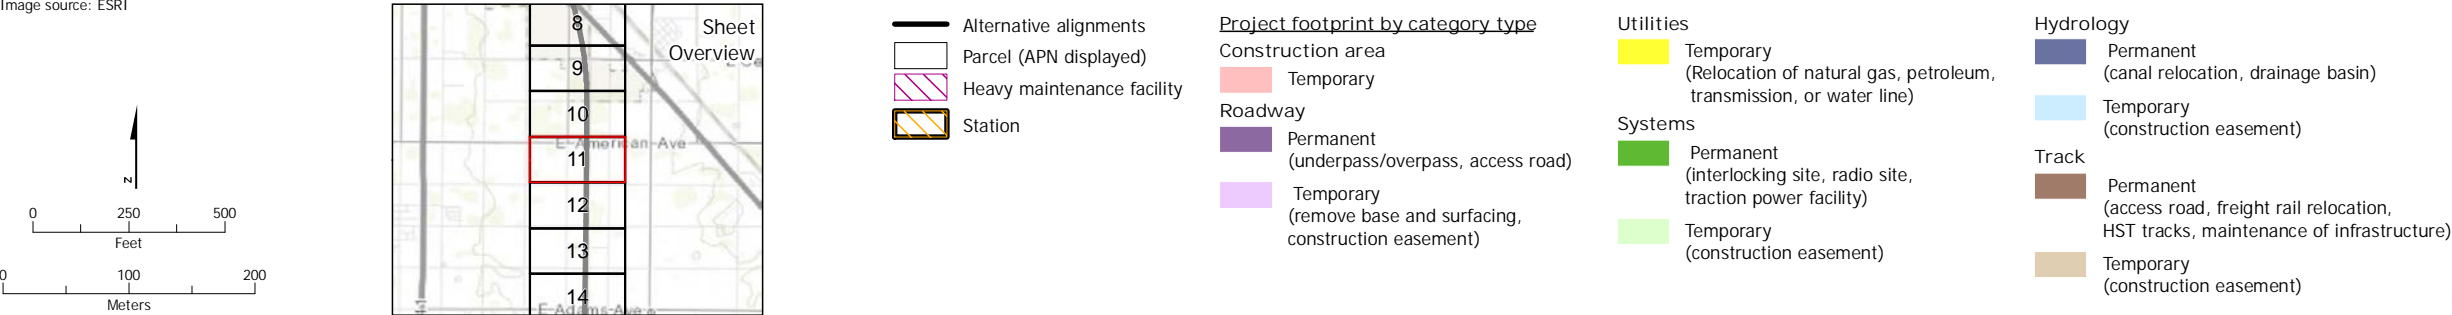 Image source: ESRI
N
0 250 500
Feet
0 100 200
Meters
Sheet
Overview
8
9
10
E American Ave
11
12
13
14
E Adams Ave
41
Alternative alignments
Parcel (APN displayed)
Heavy maintenance facility
Station
Project footprint by category type
Construction area
Temporary
Roadway
Permanent
(underpass/overpass, access road)
Temporary
(remove base and surfacing,
construction easement)
Utilities
Temporary
(Relocation of natural gas, petroleum,
transmission, or water line)
Systems
Permanent
(interlocking site, radio site,
traction power facility)
Temporary
(construction easement)
Hydrology
Permanent
(canal relocation, drainage basin)
Temporary
(construction easement)
Track
Permanent
(access road, freight rail relocation,
HST tracks, maintenance of infrastructure)
Temporary
(construction easement)